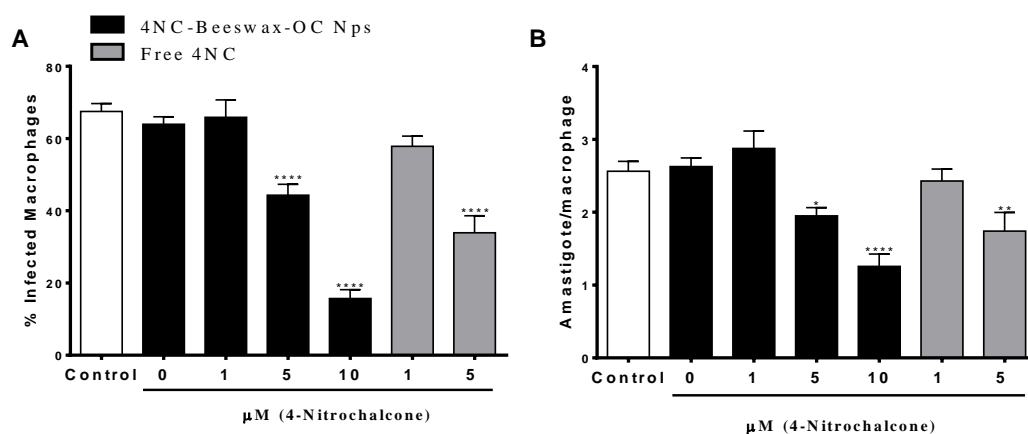 A
4NC-Beeswax-OC Nps
Free 4NC
% Infected Macrophages
80
60
40
20
0
****
****
****
Control 0 1 5 10 1 5
μM (4-Nitrochalcone)
B
Amastigote/macrophage
4
3
2
1
0
*
****
**
Control 0 1 5 10 1 5
μM (4-Nitrochalcone)